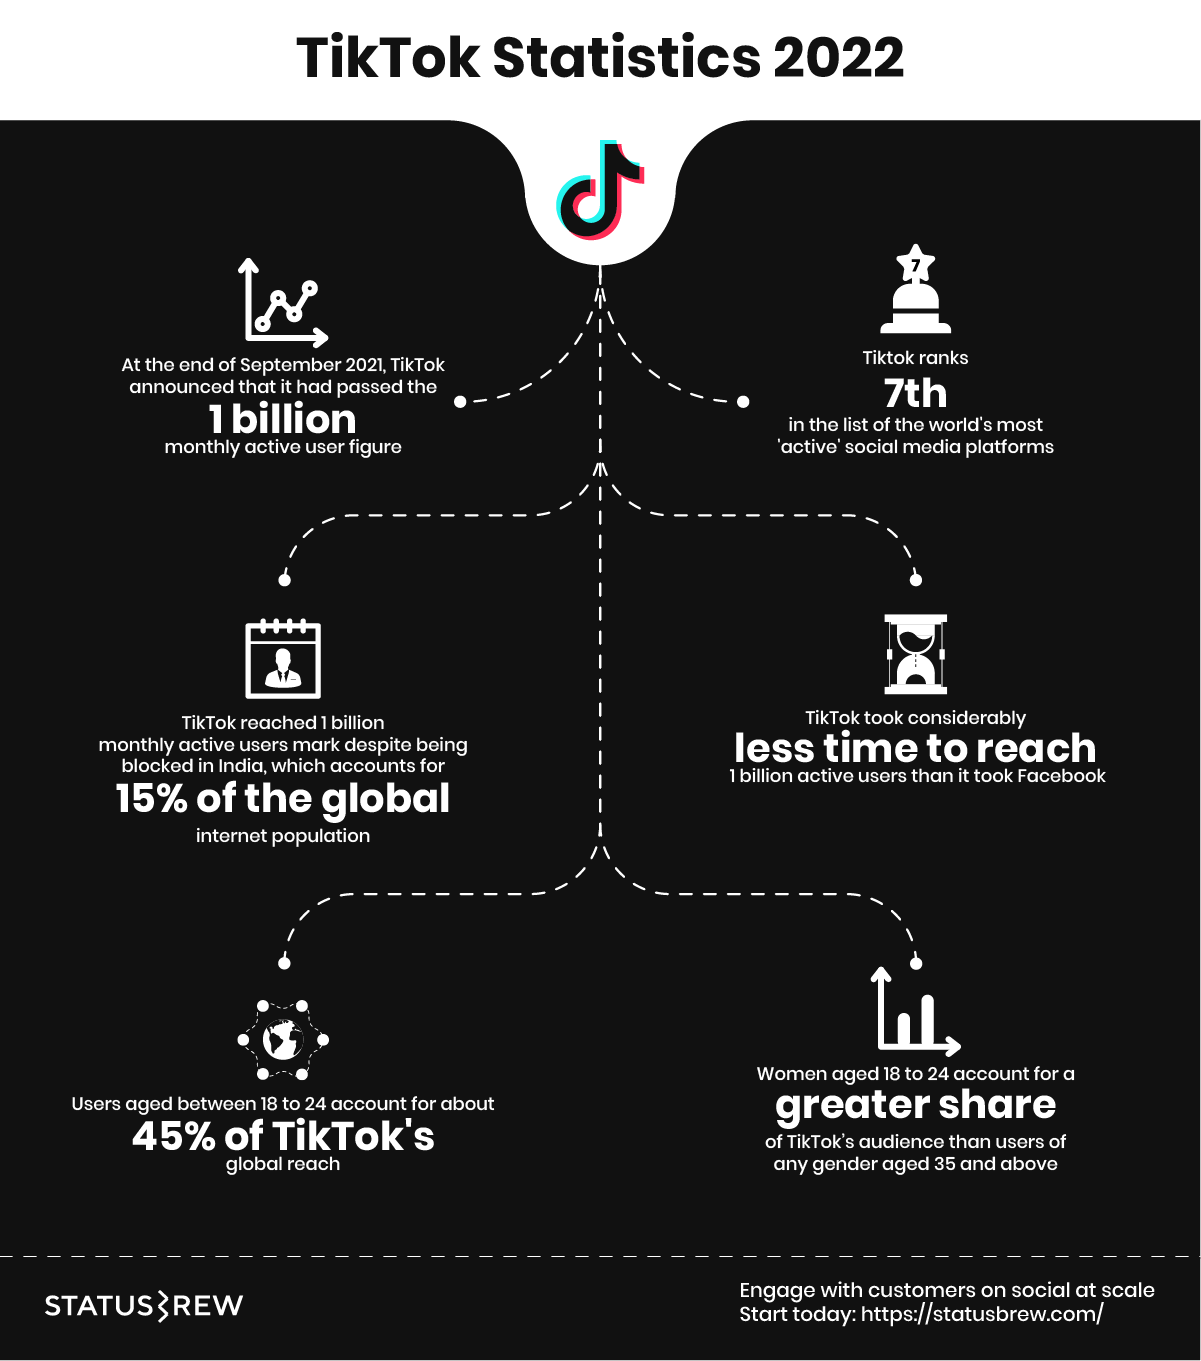 TikTok Statistics 2022
At the end of September 2021, TikTok
announced that it had passed the
1 billion
monthly active user figure
7
Tiktok ranks
7th
in the list of the world's most
'active' social media platforms
TikTok reached 1 billion
monthly active users mark despite being
blocked in India, which accounts for
15% of the global
internet population
TikTok took considerably
less time to reach
1 billion active users than it took Facebook
Users aged between 18 to 24 account for about
45% of TikTok's
global reach
Women aged 18 to 24 account for a
greater share
of TikTok’s audience than users of
any gender aged 35 and above
STATUSBREW
Engage with customers on social at scale
Start today: https://statusbrew.com/